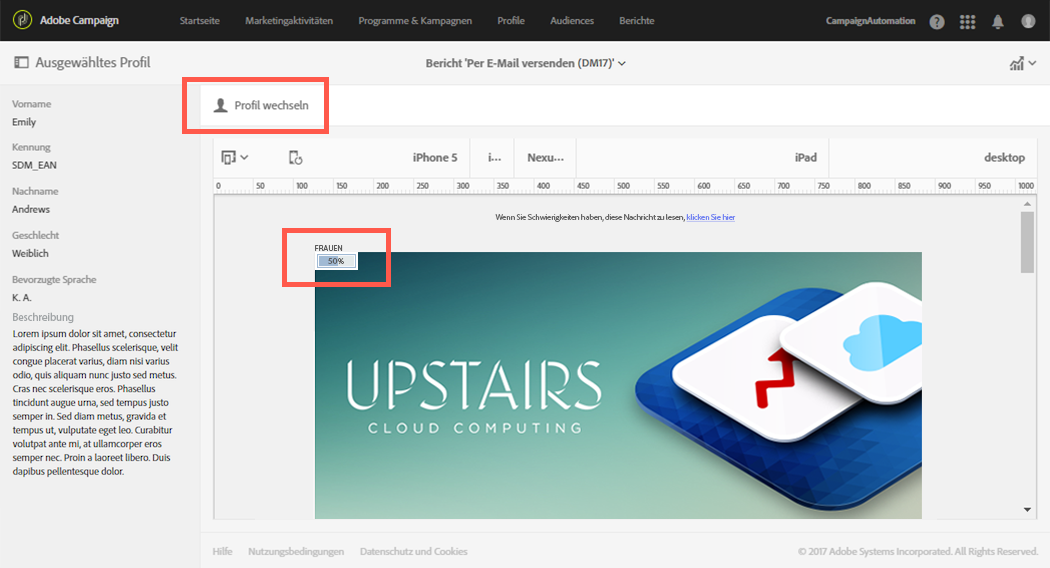 Adobe Campaign Startseite Marketingaktivitäten Programme & Kampagnen Profile Audiences Berichte CampaignAutomation ?
Ausgewähltes Profil
Bericht 'Per E-Mail versenden (DM17)'
Vorname
Emily
Kennung
SDM_EAN
Nachname
Andrews
Geschlecht
Weiblich
Bevorzugte Sprache
K. A.
Beschreibung
Lorem ipsum dolor sit amet, consectetur
adipiscing elit. Phasellus scelerisque, velit
congue placerat varius, diam nisi varius
odio, quis aliquam nunc justo sed metus.
Cras nec scelerisque eros. Phasellus
tincidunt augue urna, sed tempus justo
semper in. Sed diam metus, gravida et
tempus ut, vulputate eget leo. Curabitur
volutpat ante mi, at ullamcorper eros
semper nec. Proin a laoreet libero. Duis
dapibus pellentesque dolor.
Profil wechseln
iPhone 5 i... Nexu... iPad desktop
0 50 100 150 200 250 300 350 400 450 500 550 600 650 700 750 800 850 900 950 1000
Wenn Sie Schwierigkeiten haben, diese Nachricht zu lesen, klicken Sie hier
FRAUEN
50%
UPSTAIRS
CLOUD COMPUTING
Hilfe Nutzungsbedingungen Datenschutz und Cookies © 2017 Adobe Systems Incorporated. All Rights Reserved.